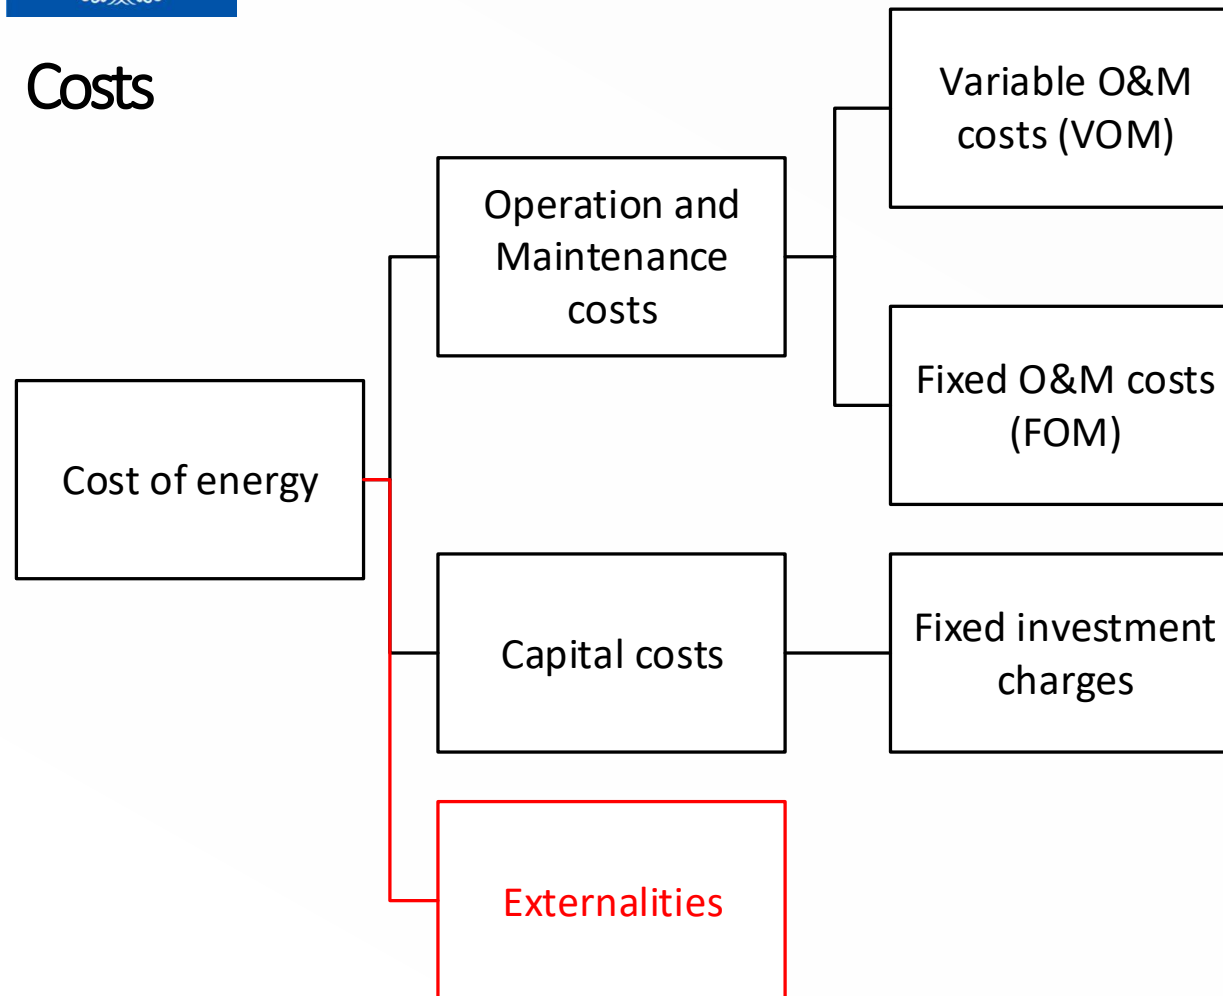 Costs
Variable O&M
costs (VOM)
Operation and
Maintenance
costs
Fixed O&M costs
(FOM)
Cost of energy
Fixed investment
charges
Capital costs
Externalities